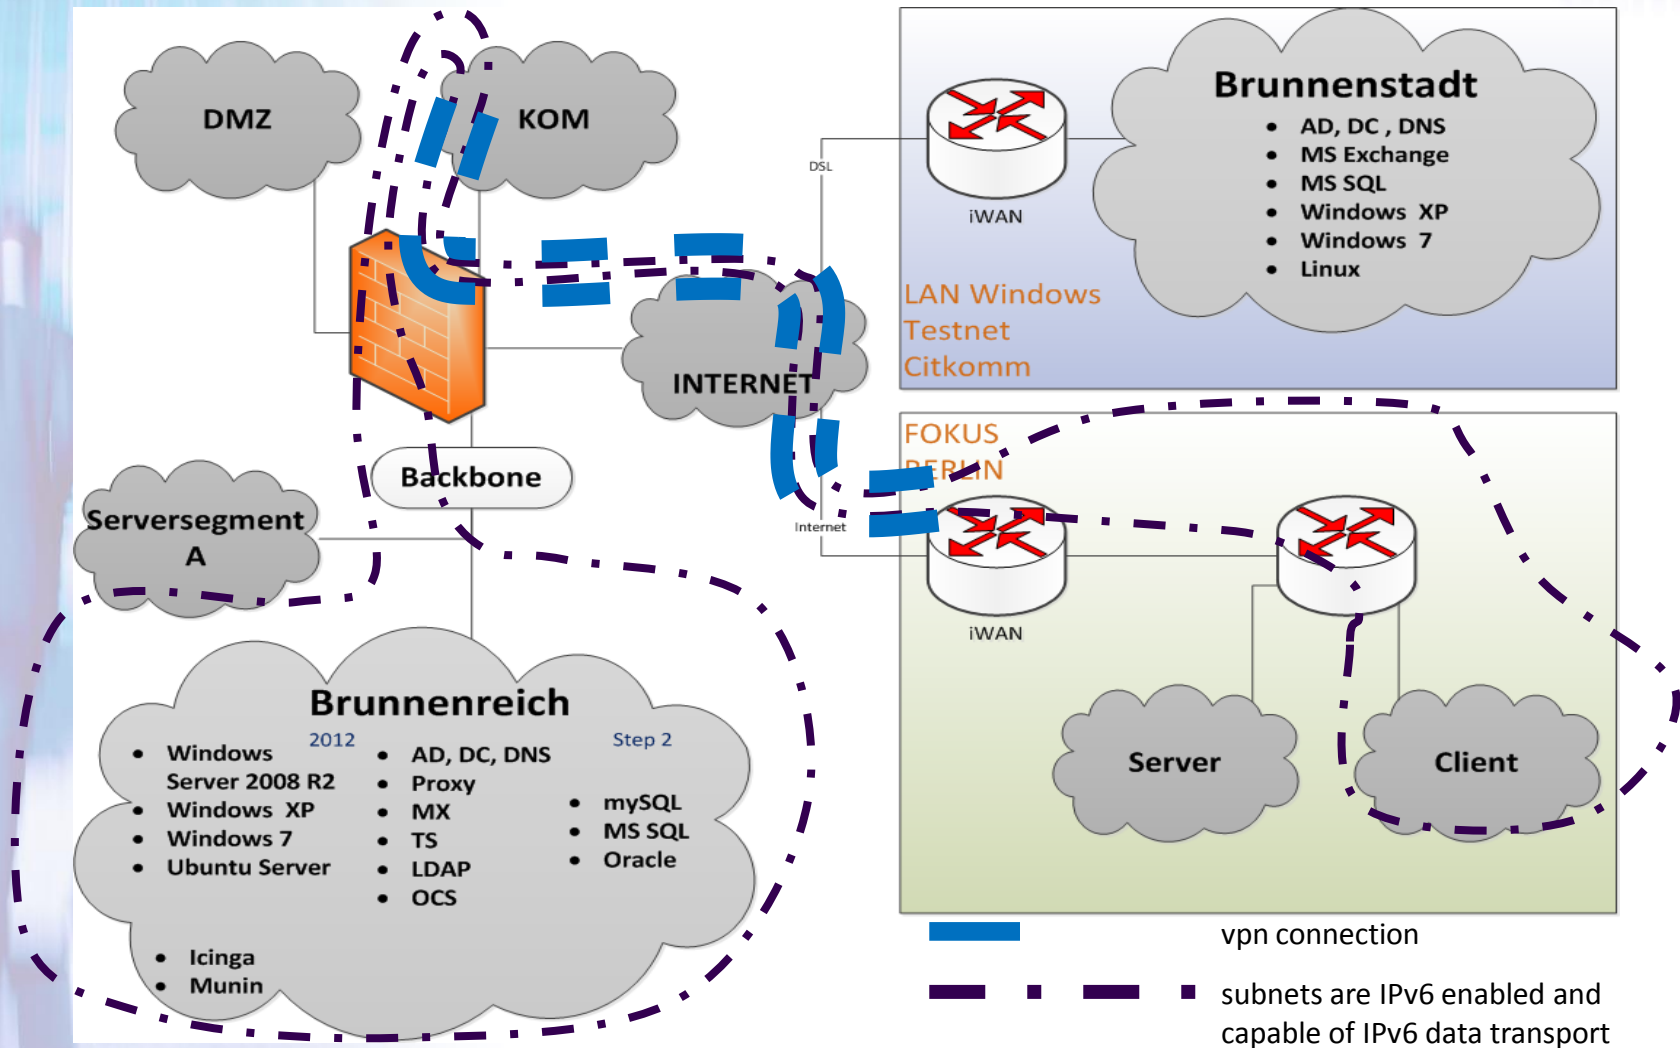 DMZ
KOM
DSL
iWAN
Brunnenstadt
• AD, DC , DNS
• MS Exchange
• MS SQL
• Windows XP
• Windows 7
• Linux
LAN Windows
Testnet
Citkomm
INTERNET
FOKUS
BERLIN
Backbone
Internet
iWAN
Serversegment
A
Server
Client
Brunnenreich
2012
Step 2
• Windows
Server 2008 R2
• Windows XP
• Windows 7
• Ubuntu Server
• AD, DC, DNS
• Proxy
• MX
• TS
• LDAP
• OCS
• mySQL
• MS SQL
• Oracle
• Icinga
• Munin
vpn connection
subnets are IPv6 enabled and
capable of IPv6 data transport